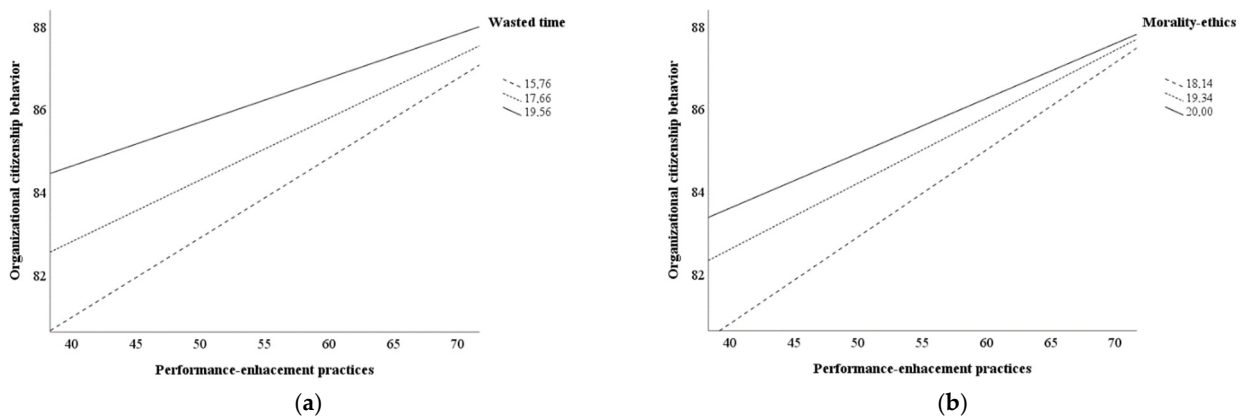 Wasted time
15,76
17,66
19,56
Organizational citizenship behavior
88
86
84
82
40 45 50 55 60 65 70
Performance-enhacement practices
(a)
Morality-ethics
18,14
19,34
20,00
Organizational citizenship behavior
88
86
84
82
40 45 50 55 60 65 70
Performance-enhacement practices
(b)